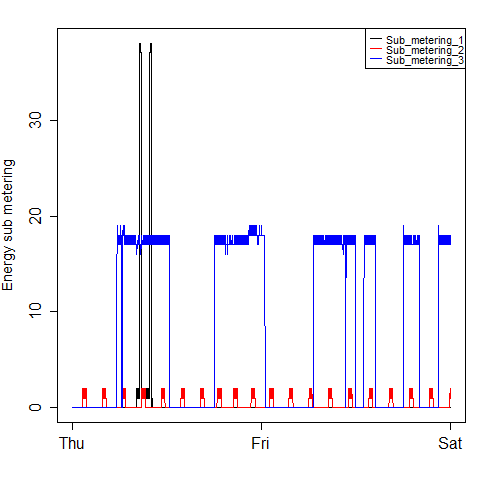 Sub_metering_1
Sub_metering_2
Sub_metering_3
Energy sub metering
30
20
10
0
Thu Fri Sat